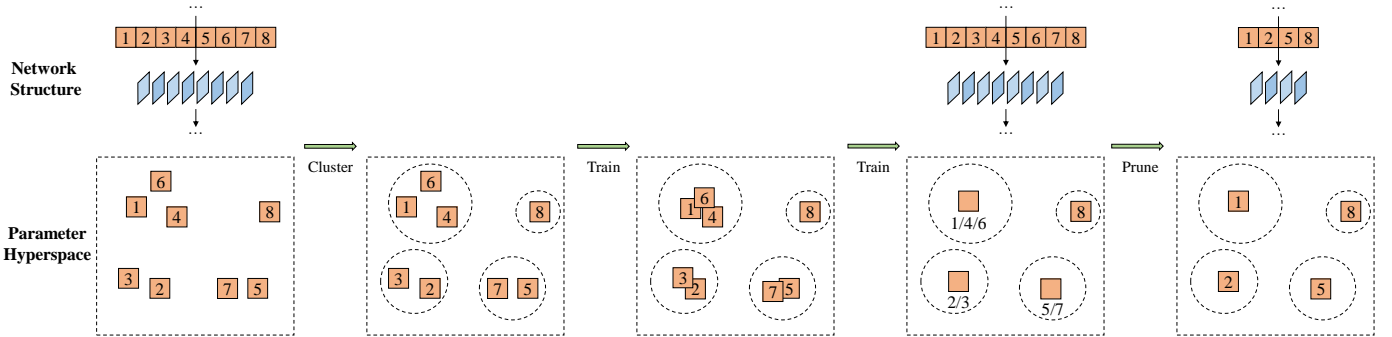 ... ... ...
1 2 3 4 5 6 7 8 1 2 3 4 5 6 7 8 1 2 5 8
Network
Structure
... ... ...
Cluster Train Train Prune
6 6
1 4 8 1 4 8 1 6 4 8 1/4/6 8 1 8
Parameter
Hyperspace
3 2 7 5 3 2 7 5 3 2 7 5 2/3 5/7 2 5